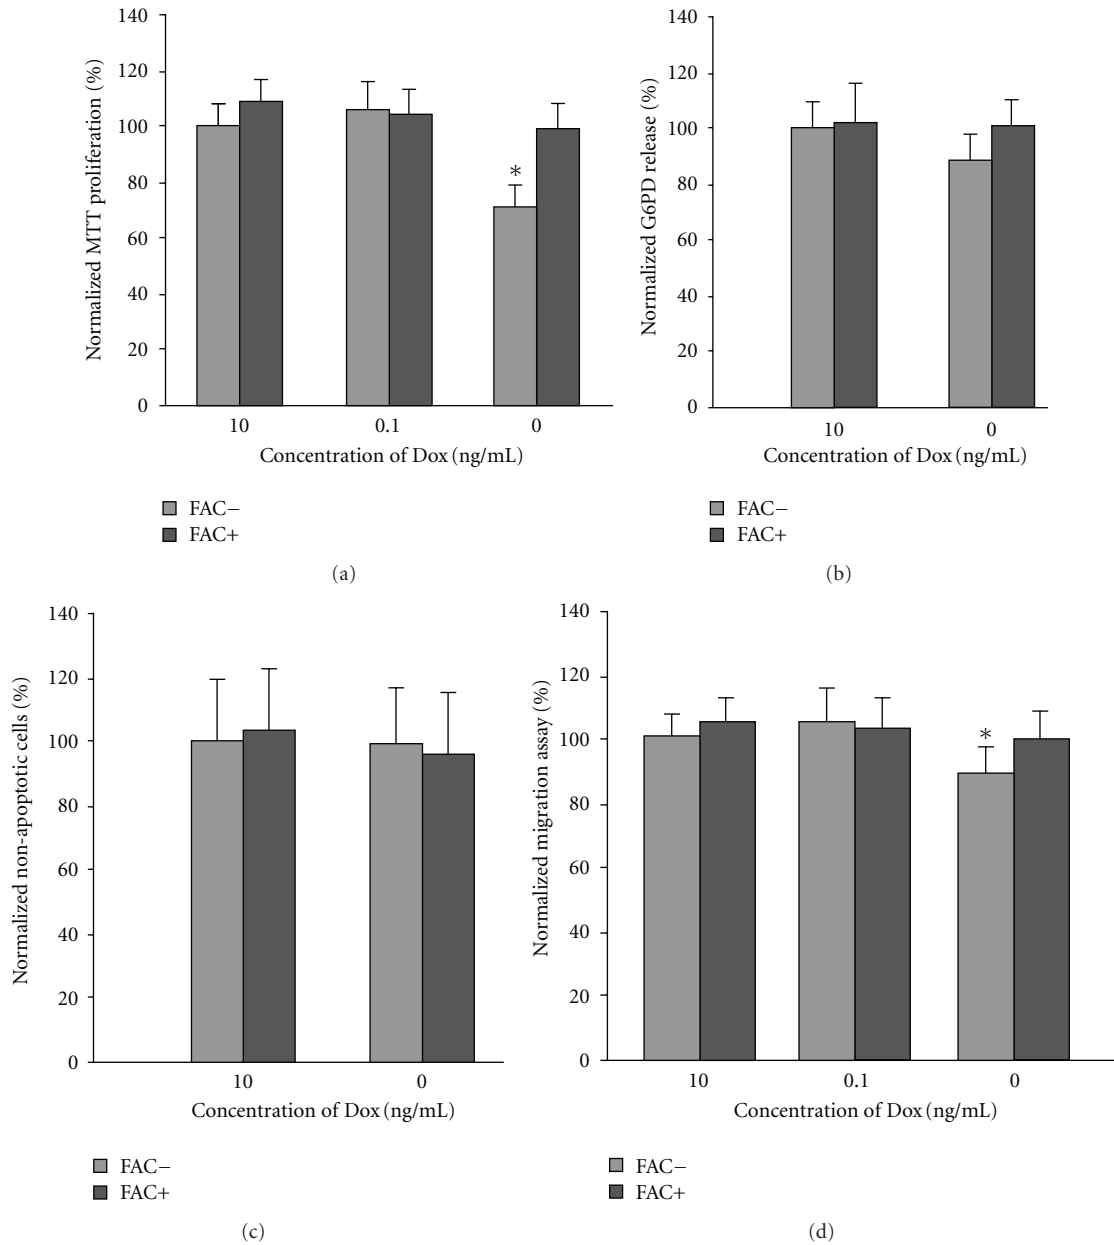 140
120
100
80
60
40
20
0
Normalized MTT proliferation (%)
*
10 0.1 0
Concentration of Dox (ng/mL)
FAC−
FAC+
(a)
140
120
100
80
60
40
20
0
Normalized G6PD release (%)
10 0
Concentration of Dox (ng/mL)
FAC−
FAC+
(b)
140
120
100
80
60
40
20
0
Normalized non-apoptotic cells (%)
10 0
Concentration of Dox (ng/mL)
FAC−
FAC+
(c)
140
120
100
80
60
40
20
0
Normalized migration assay (%)
*
10 0.1 0
Concentration of Dox (ng/mL)
FAC−
FAC+
(d)